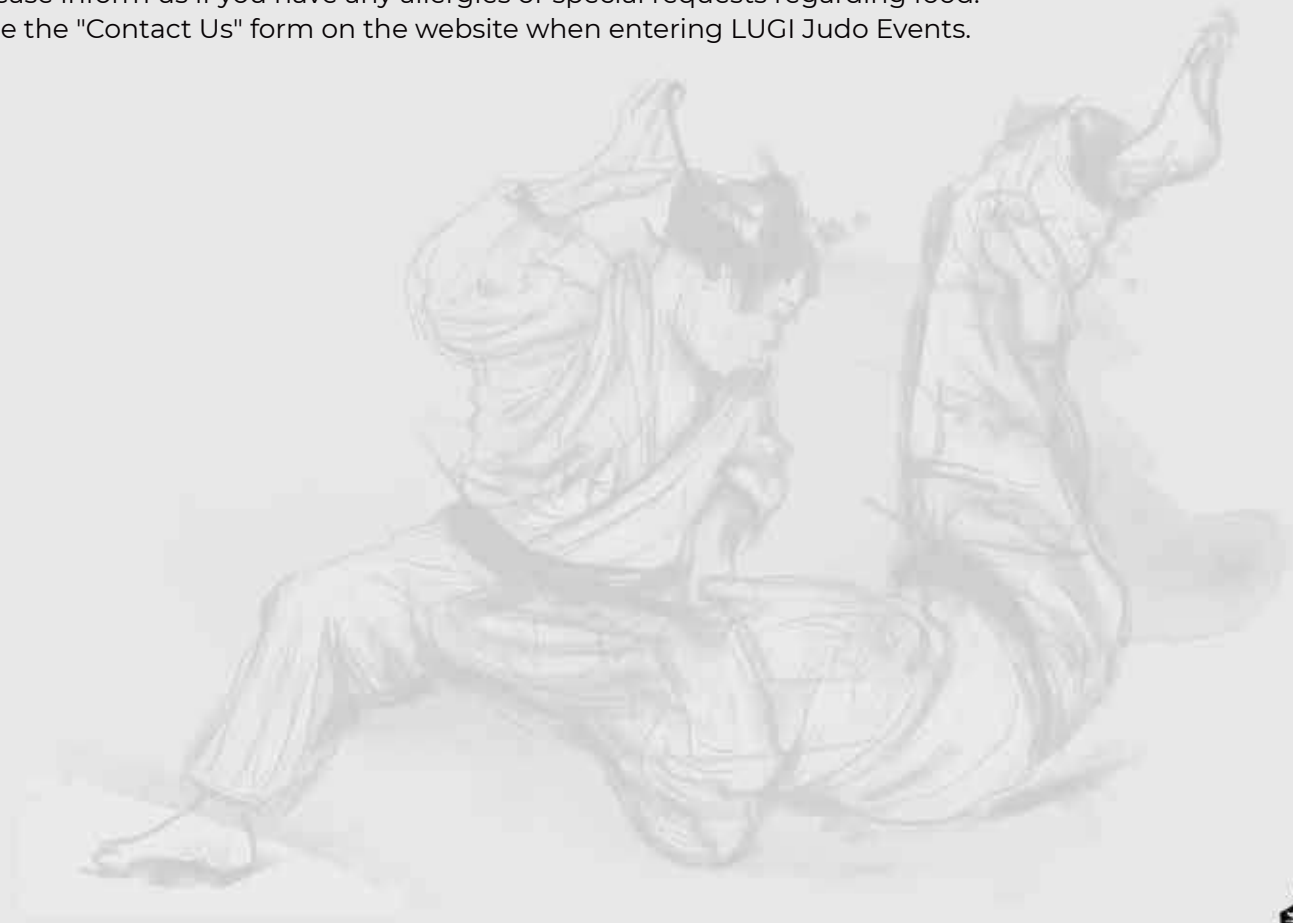 ase inform us if you have any allergies or special requests regarding food.
e the "Contact Us" form on the website when entering LUGI Judo Events.